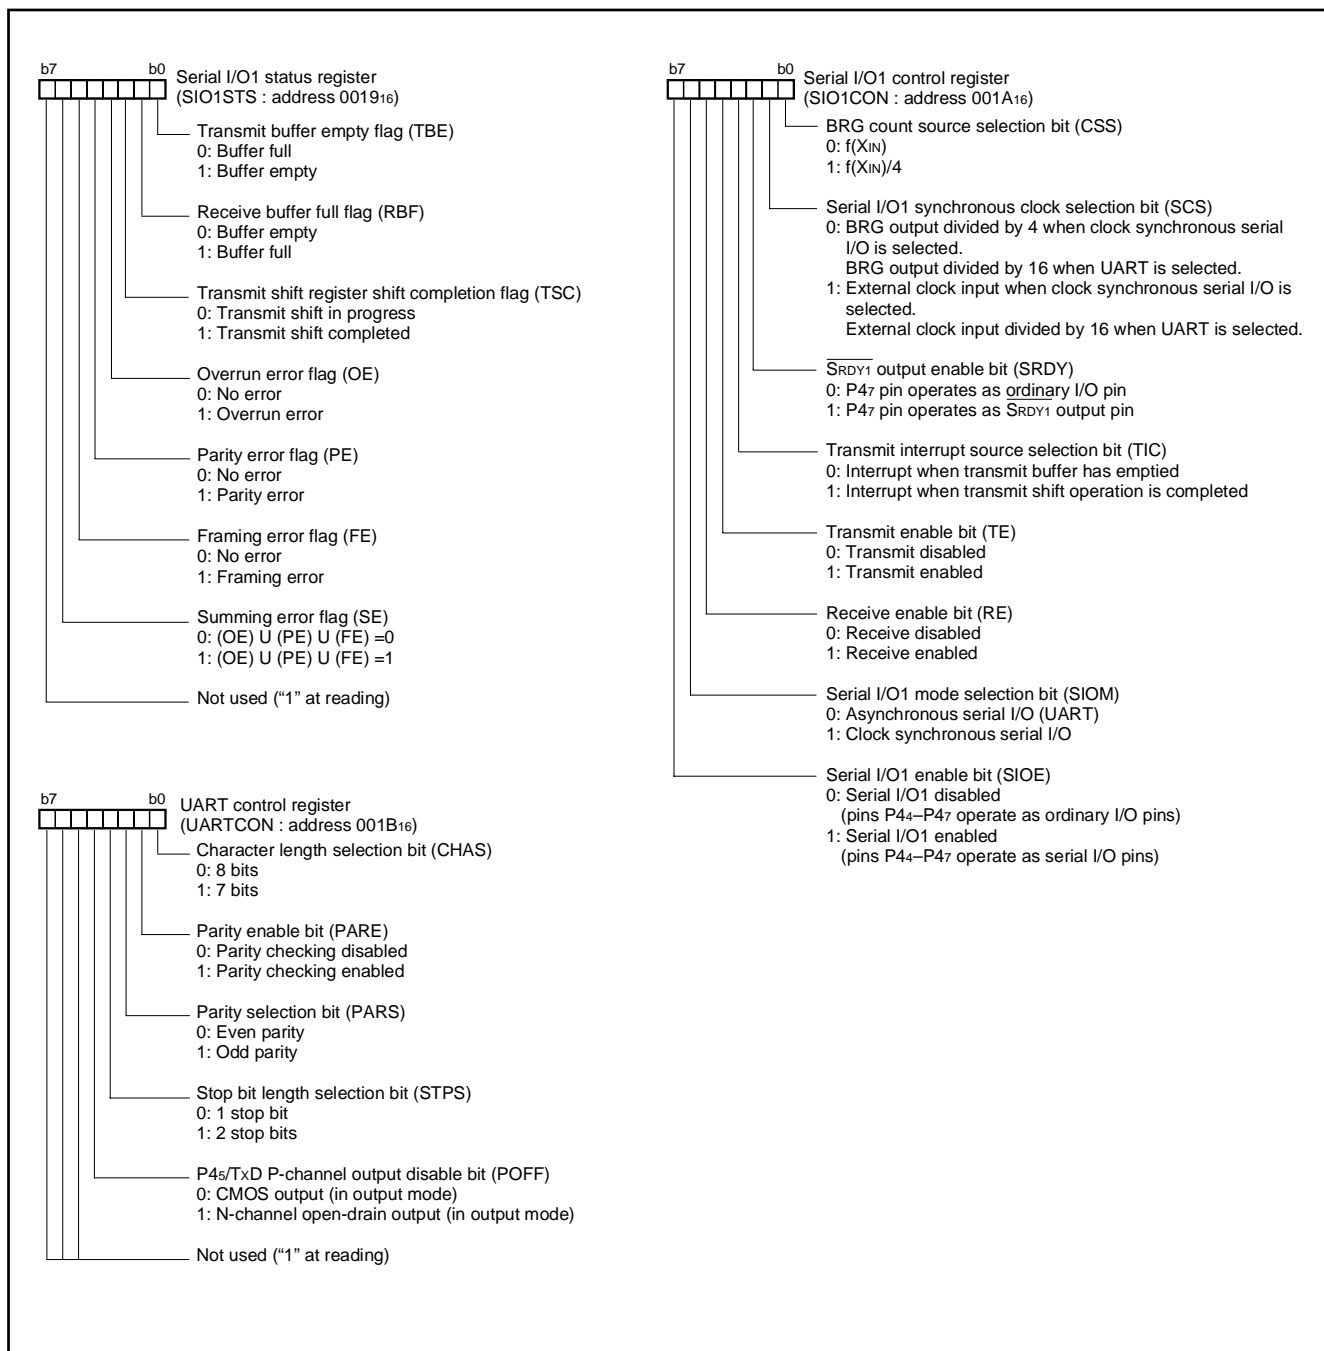 b7 b0
Serial I/O1 status register
(SIO1STS : address 0019₁₆)
Transmit buffer empty flag (TBE)
0: Buffer full
1: Buffer empty
Receive buffer full flag (RBF)
0: Buffer empty
1: Buffer full
Transmit shift register shift completion flag (TSC)
0: Transmit shift in progress
1: Transmit shift completed
Overrun error flag (OE)
0: No error
1: Overrun error
Parity error flag (PE)
0: No error
1: Parity error
Framing error flag (FE)
0: No error
1: Framing error
Summing error flag (SE)
0: (OE) U (PE) U (FE) =0
1: (OE) U (PE) U (FE) =1
Not used (“1” at reading)
b7 b0
UART control register
(UARTCON : address 001B₁₆)
Character length selection bit (CHAS)
0: 8 bits
1: 7 bits
Parity enable bit (PARE)
0: Parity checking disabled
1: Parity checking enabled
Parity selection bit (PARS)
0: Even parity
1: Odd parity
Stop bit length selection bit (STPS)
0: 1 stop bit
1: 2 stop bits
P4₅/TxD P-channel output disable bit (POFF)
0: CMOS output (in output mode)
1: N-channel open-drain output (in output mode)
Not used (“1” at reading)
b7 b0
Serial I/O1 control register
(SIO1CON : address 001A₁₆)
BRG count source selection bit (CSS)
0: f(XIN)
1: f(XIN)/4
Serial I/O1 synchronous clock selection bit (SCS)
0: BRG output divided by 4 when clock synchronous serial
I/O is selected.
BRG output divided by 16 when UART is selected.
1: External clock input when clock synchronous serial I/O is
selected.
External clock input divided by 16 when UART is selected.
S̅R̅D̅Y̅1̅ output enable bit (SRDY)
0: P4₇ pin operates as ordinary I/O pin
1: P4₇ pin operates as S̅R̅D̅Y̅1̅ output pin
Transmit interrupt source selection bit (TIC)
0: Interrupt when transmit buffer has emptied
1: Interrupt when transmit shift operation is completed
Transmit enable bit (TE)
0: Transmit disabled
1: Transmit enabled
Receive enable bit (RE)
0: Receive disabled
1: Receive enabled
Serial I/O1 mode selection bit (SIOM)
0: Asynchronous serial I/O (UART)
1: Clock synchronous serial I/O
Serial I/O1 enable bit (SIOE)
0: Serial I/O1 disabled
(pins P4₄–P4₇ operate as ordinary I/O pins)
1: Serial I/O1 enabled
(pins P4₄–P4₇ operate as serial I/O pins)